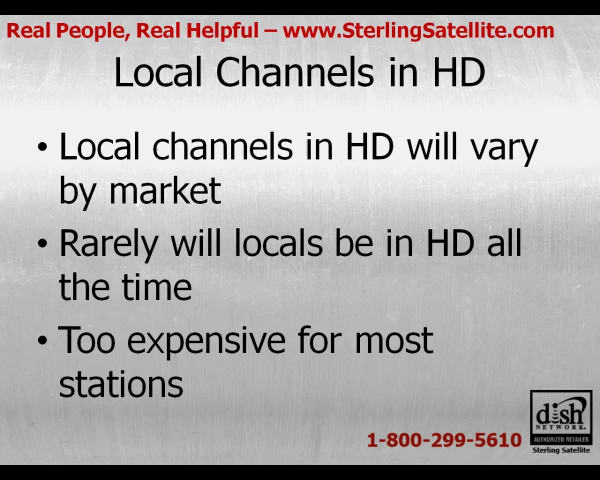 Real People, Real Helpful – www.SterlingSatellite.com
Local Channels in HD
• Local channels in HD will vary
by market
• Rarely will locals be in HD all
the time
• Too expensive for most
stations
dish
NETWORK
AUTHORIZED RETAILER
1-800-299-5610
Sterling Satellite